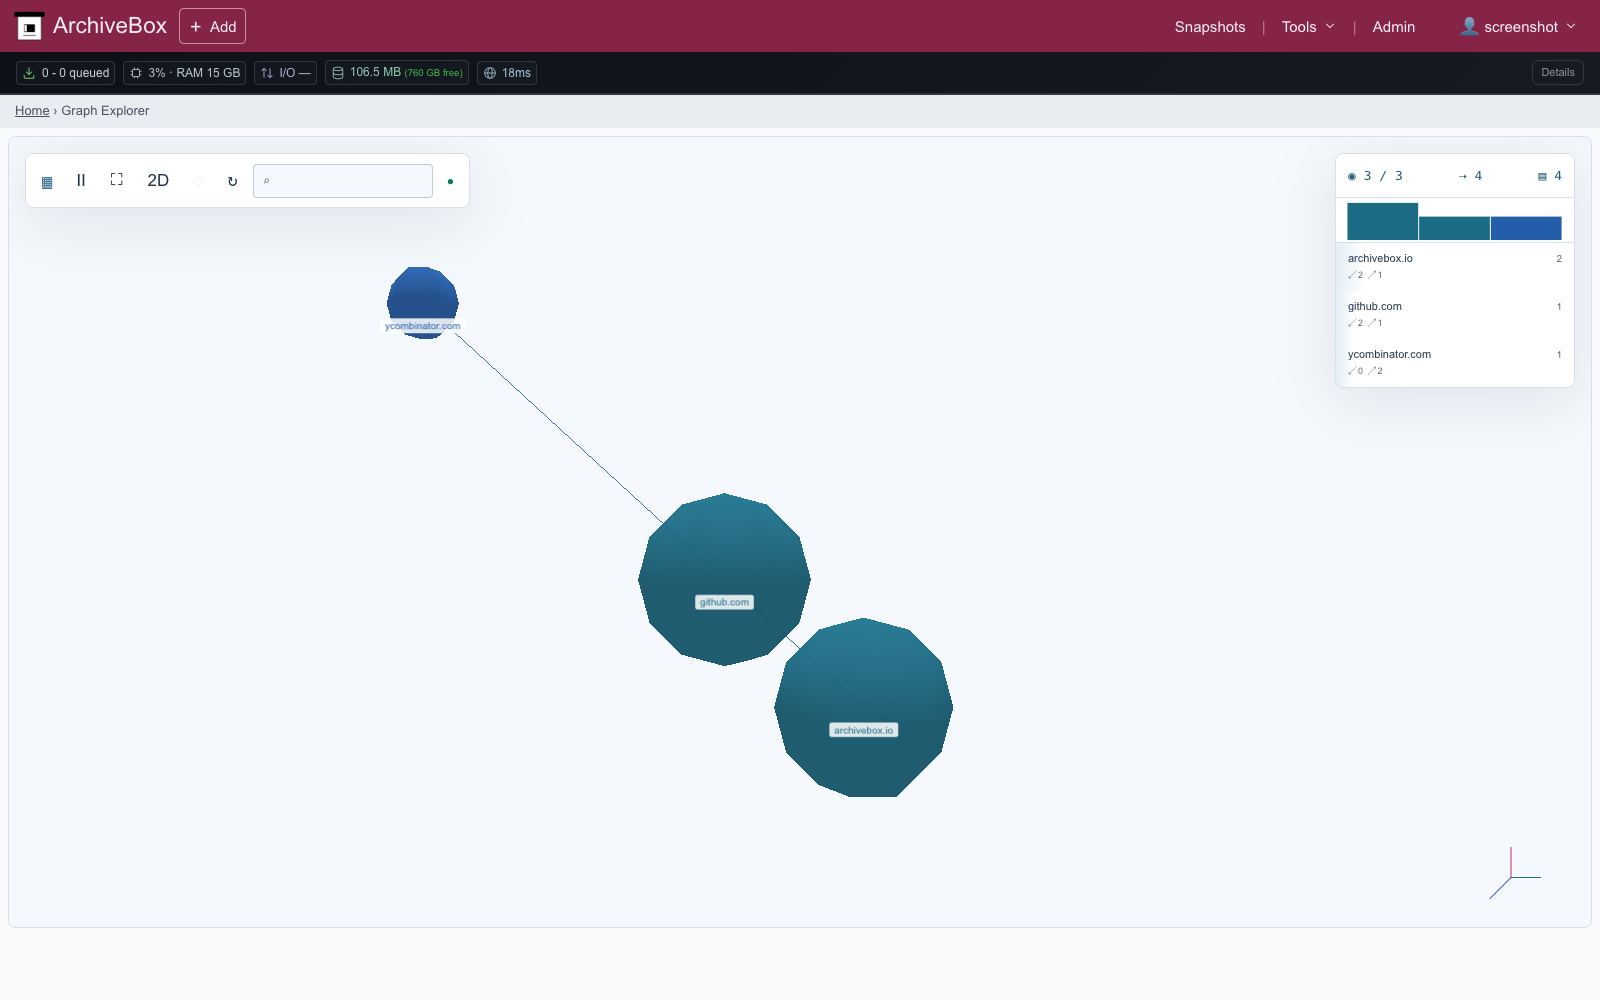 ArchiveBox
+ Add
Snapshots | Tools | Admin
screenshot
0 - 0 queued
3% · RAM 15 GB
I/O —
106.5 MB (760 GB free)
18ms
Details
Home › Graph Explorer
2D
3 / 3
→ 4
4
archivebox.io 2
↙2 ↗1
github.com 1
↙2 ↗1
ycombinator.com 1
↙0 ↗2
ycombinator.com
github.com
archivebox.io